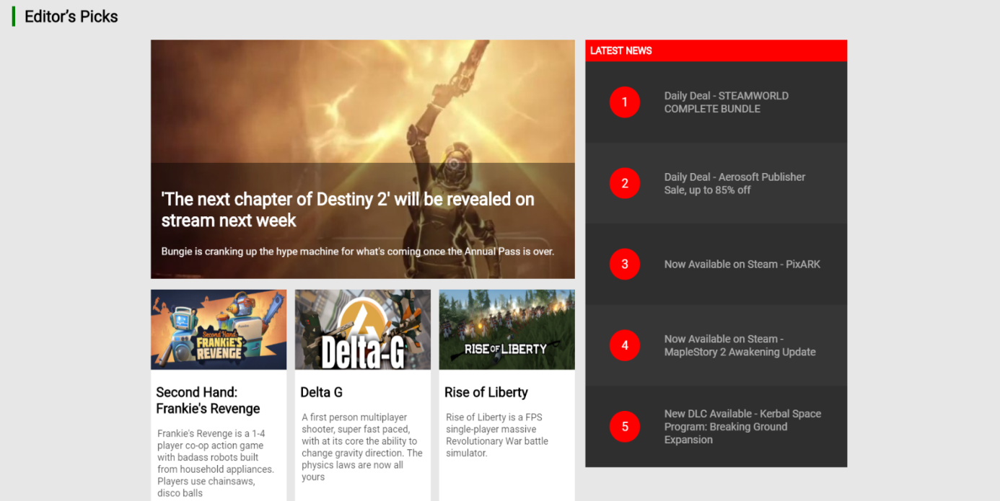 Editor’s Picks
'The next chapter of Destiny 2' will be revealed on
stream next week
Bungie is cranking up the hype machine for what's coming once the Annual Pass is over.
Frankie
Second Hand:
FRANKIE'S
REVENGE
Second Hand:
Frankie's Revenge
Frankie's Revenge is a 1-4
player co-op action game
with badass robots built
from household appliances.
Players use chainsaws,
disco balls
Delta-G
Delta G
A first person multiplayer
shooter, super fast paced,
with at its core the ability to
change gravity direction. The
physics laws are now all
yours
RISE OF LIBERTY
Rise of Liberty
Rise of Liberty is a FPS
single-player massive
Revolutionary War battle
simulator.
LATEST NEWS
1
Daily Deal - STEAMWORLD
COMPLETE BUNDLE
2
Daily Deal - Aerosoft Publisher
Sale, up to 85% off
3
Now Available on Steam - PixARK
4
Now Available on Steam -
MapleStory 2 Awakening Update
5
New DLC Available - Kerbal Space
Program: Breaking Ground
Expansion